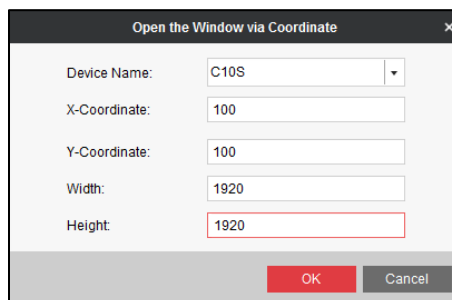 Open the Window via Coordinate ×
Device Name: C10S
X-Coordinate: 100
Y-Coordinate: 100
Width: 1920
Height: 1920
OK Cancel